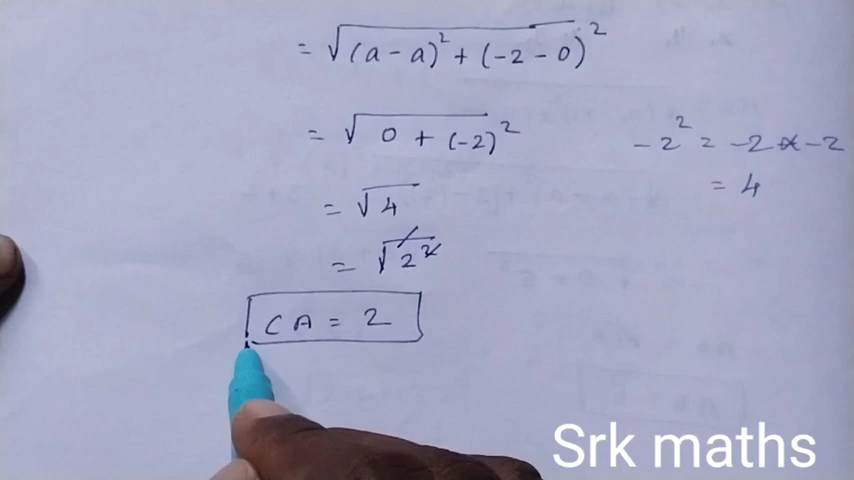 = √(a - a)² + (-2 - 0)²
= √0 + (-2)²
-2² = -2 × -2
= 4
= √4
= √2²
CA = 2
Srk maths